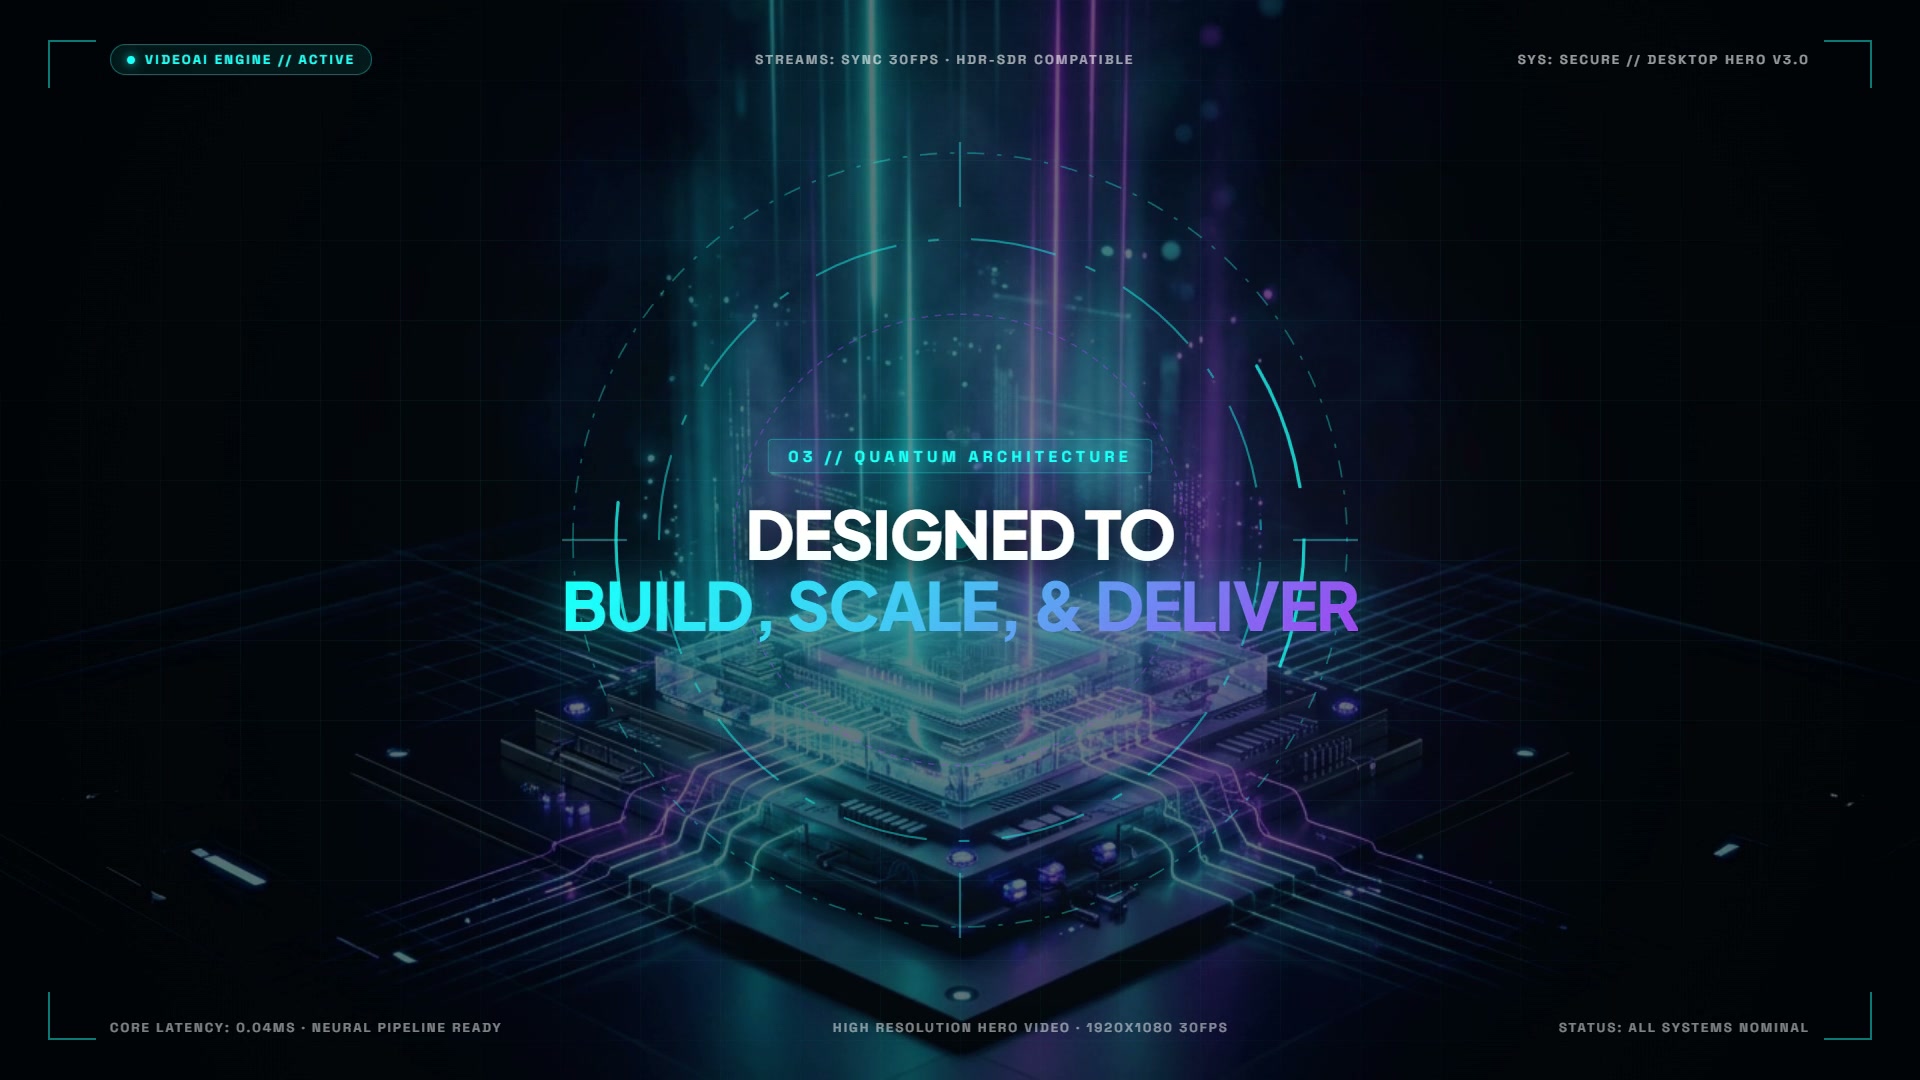 VIDEOAI ENGINE // ACTIVE
STREAMS: SYNC 30FPS · HDR-SDR COMPATIBLE
SYS: SECURE // DESKTOP HERO V3.0
03 // QUANTUM ARCHITECTURE
DESIGNED TO
BUILD, SCALE, & DELIVER
CORE LATENCY: 0.04MS · NEURAL PIPELINE READY
HIGH RESOLUTION HERO VIDEO · 1920X1080 30FPS
STATUS: ALL SYSTEMS NOMINAL